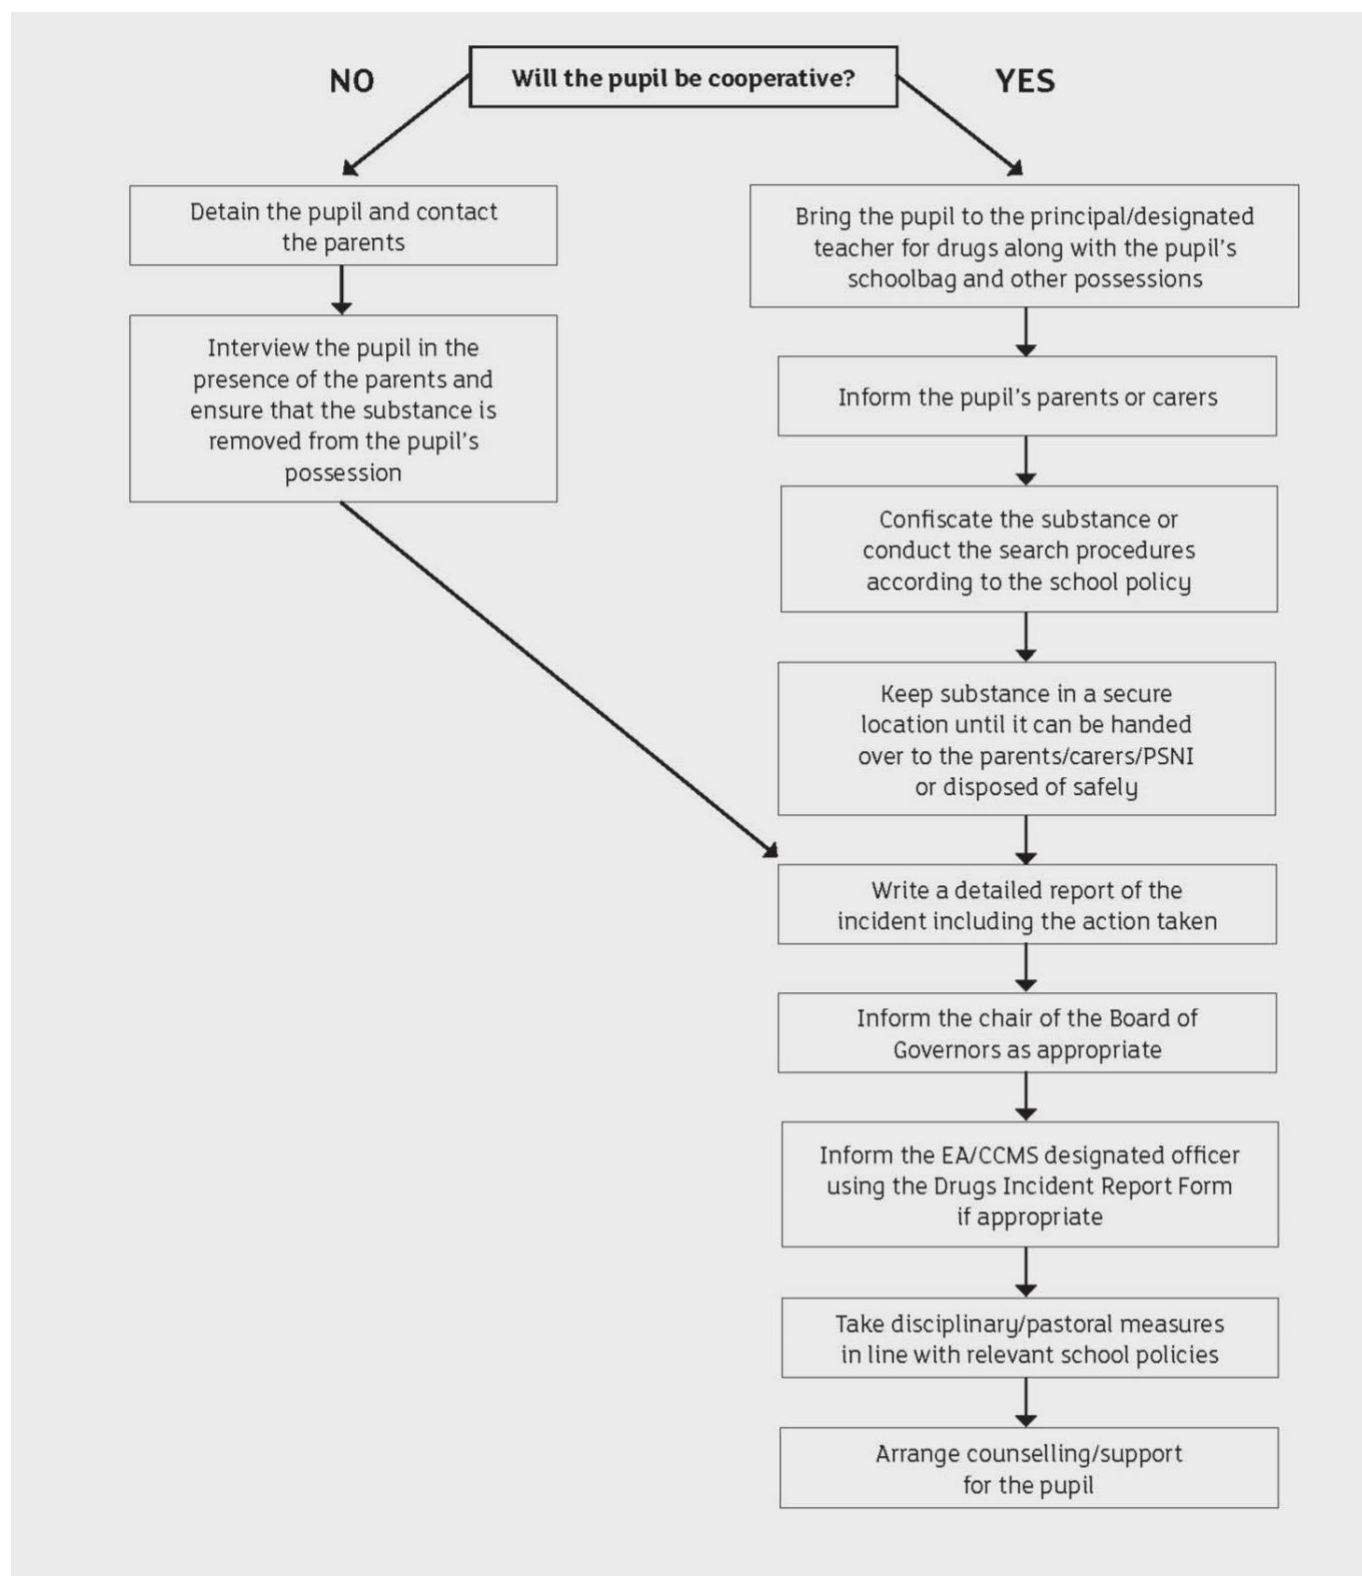 NO
Will the pupil be cooperative?
YES
Detain the pupil and contact
the parents
Interview the pupil in the
presence of the parents and
ensure that the substance is
removed from the pupil's
possession
Bring the pupil to the principal/designated
teacher for drugs along with the pupil's
schoolbag and other possessions
Inform the pupil's parents or carers
Confiscate the substance or
conduct the search procedures
according to the school policy
Keep substance in a secure
location until it can be handed
over to the parents/carers/PSNI
or disposed of safely
Write a detailed report of the
incident including the action taken
Inform the chair of the Board of
Governors as appropriate
Inform the EA/CCMS designated officer
using the Drugs Incident Report Form
if appropriate
Take disciplinary/pastoral measures
in line with relevant school policies
Arrange counselling/support
for the pupil